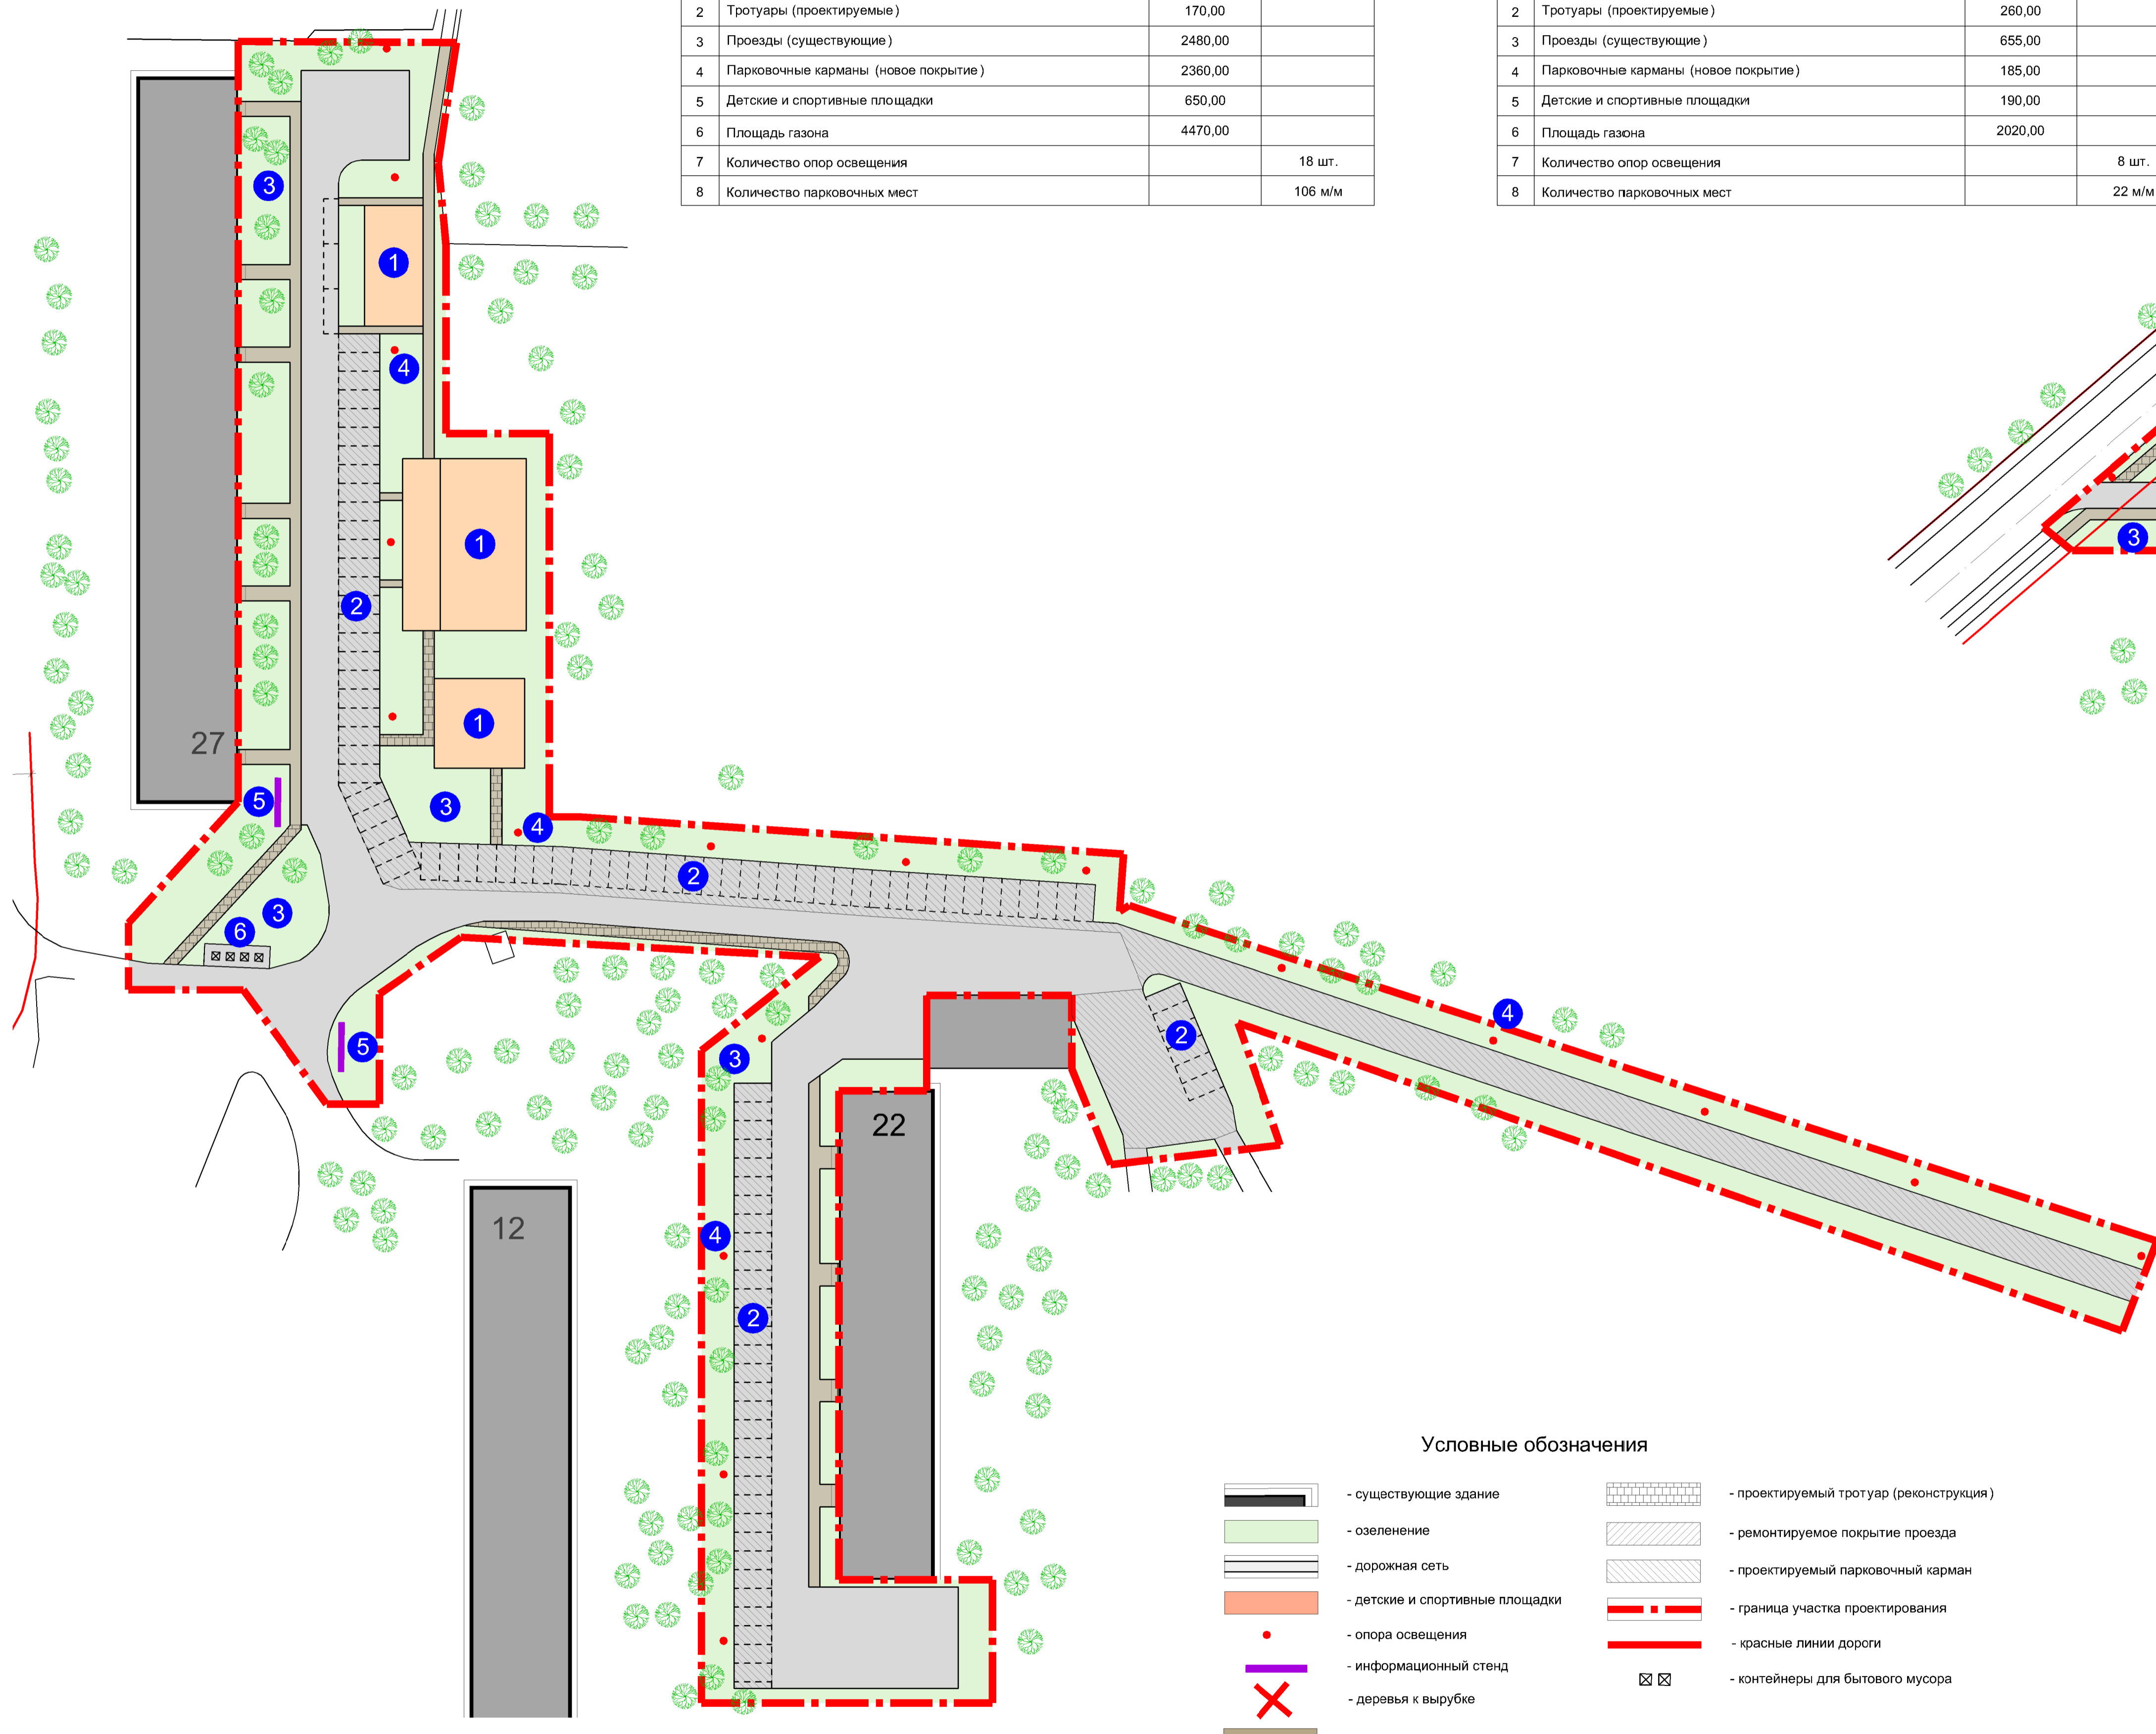 2 Тротуары (проектируемые) 170,00
3 Проезды (существующие) 2480,00
4 Парковочные карманы (новое покрытие) 2360,00
5 Детские и спортивные площадки 650,00
6 Площадь газона 4470,00
7 Количество опор освещения 18 шт.
8 Количество парковочных мест 106 м/м
2 Тротуары (проектируемые) 260,00
3 Проезды (существующие) 655,00
4 Парковочные карманы (новое покрытие) 185,00
5 Детские и спортивные площадки 190,00
6 Площадь газона 2020,00
7 Количество опор освещения 8 шт.
8 Количество парковочных мест 22 м/м
3
1
4
3
1
2
1
27
5
3
4
2
3
6
4
2
5
3
22
12
4
2
Условные обозначения
- существующие здание
- озеленение
- дорожная сеть
- детские и спортивные площадки
- опора освещения
- информационный стенд
- деревья к вырубке
- проектируемый тротуар (реконструкция)
- ремонтируемое покрытие проезда
- проектируемый парковочный карман
- граница участка проектирования
- красные линии дороги
- контейнеры для бытового мусора